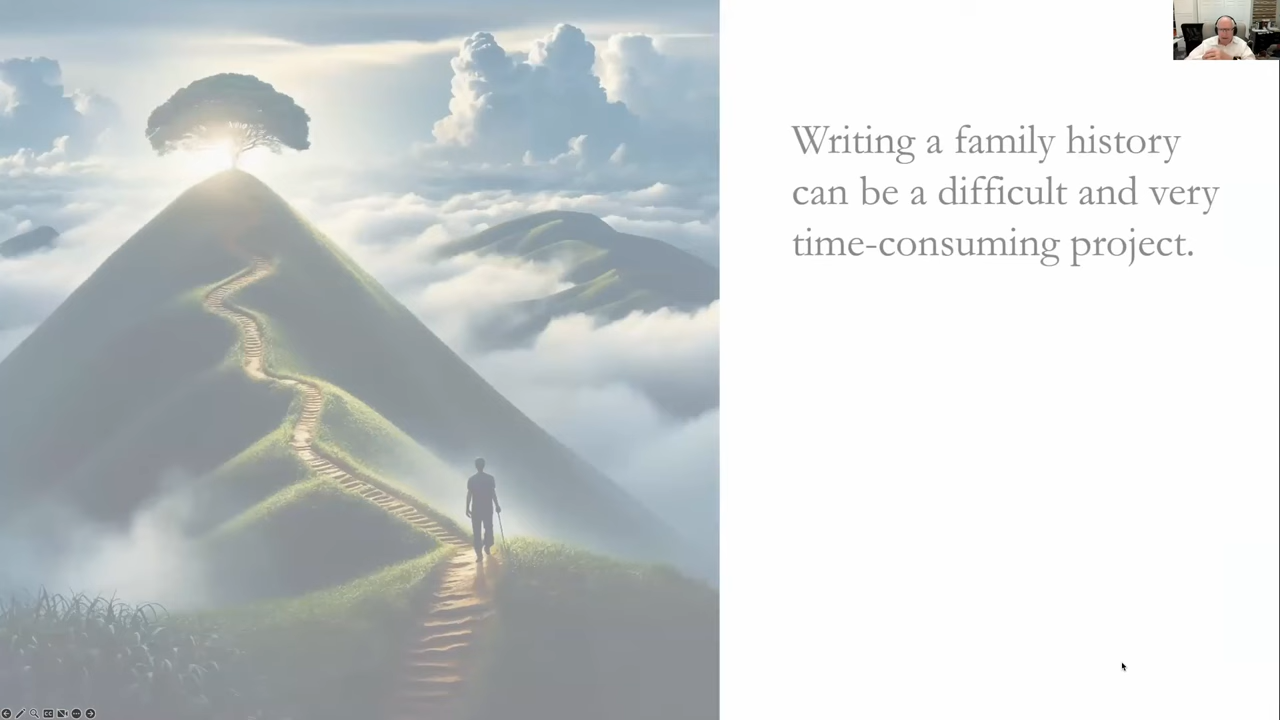 Writing a family history
can be a difficult and very
time-consuming project.